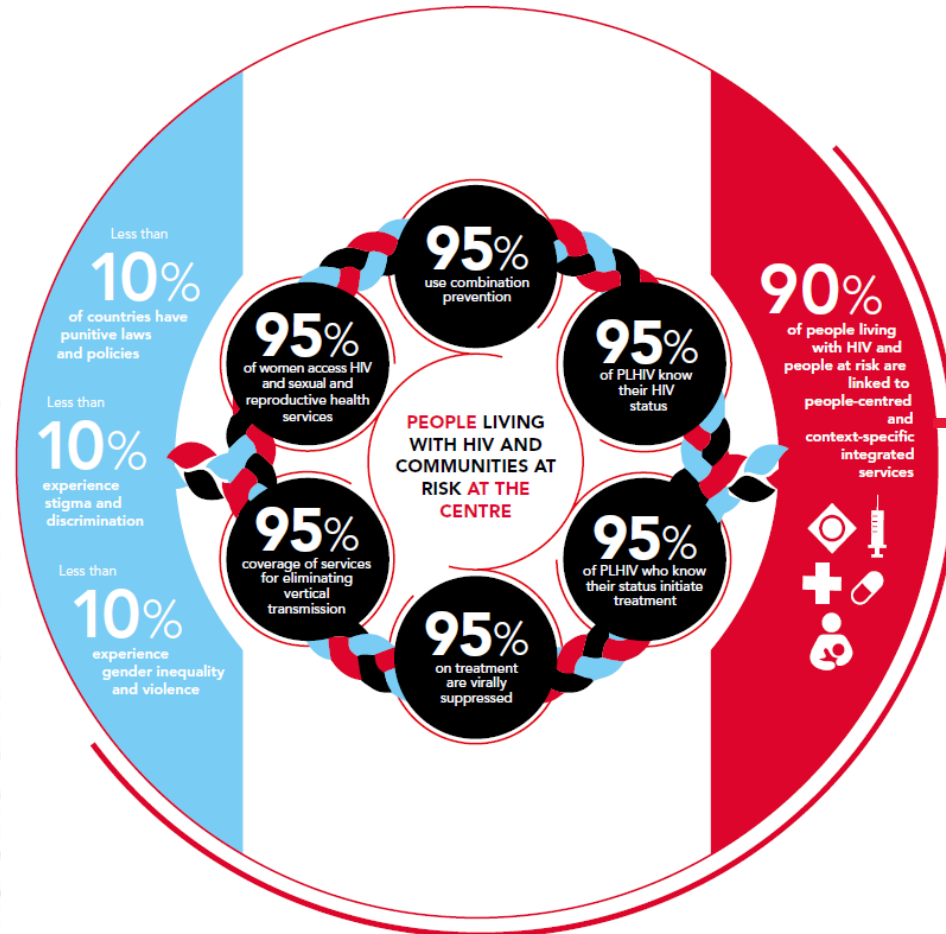 Less than
10%
of countries have
punitive laws
and policies
Less than
10%
experience
stigma and
discrimination
Less than
10%
experience
gender inequality
and violence
95%
use combination
prevention
95%
of PLHIV know
their HIV
status
95%
of PLHIV who know
their status initiate
treatment
95%
on treatment
are virally
suppressed
95%
coverage of services
for eliminating
vertical
transmission
95%
of women access HIV
and sexual and
reproductive health
services
PEOPLE LIVING
WITH HIV AND
COMMUNITIES AT
RISK AT THE
CENTRE
90%
of people living
with HIV and
people at risk are
linked to
people-centred
and
context-specific
integrated
services